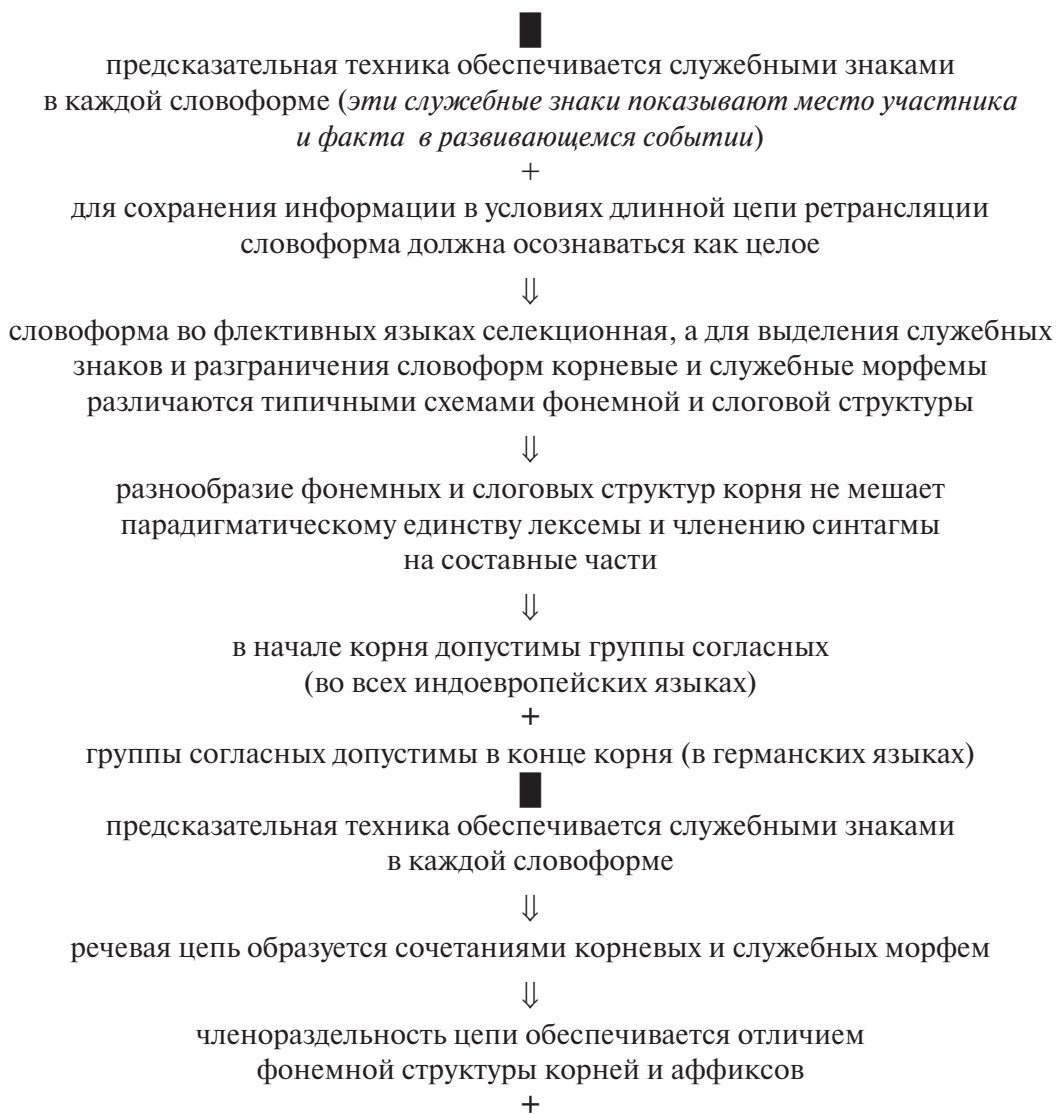 █
предсказательная техника обеспечивается служебными знаками
в каждой словоформе (эти служебные знаки показывают место участника
и факта в развивающемся событии)
+
для сохранения информации в условиях длинной цепи ретрансляции
словоформа должна осознаваться как целое
⇓
словоформа во флективных языках селекционная, а для выделения служебных
знаков и разграничения словоформ корневые и служебные морфемы
различаются типичными схемами фонемной и слоговой структуры
⇓
разнообразие фонемных и слоговых структур корня не мешает
парадигматическому единству лексемы и членению синтагмы
на составные части
⇓
в начале корня допустимы группы согласных
(во всех индоевропейских языках)
+
группы согласных допустимы в конце корня (в германских языках)
█
предсказательная техника обеспечивается служебными знаками
в каждой словоформе
⇓
речевая цепь образуется сочетаниями корневых и служебных морфем
⇓
членораздельность цепи обеспечивается отличием
фонемной структуры корней и аффиксов
+